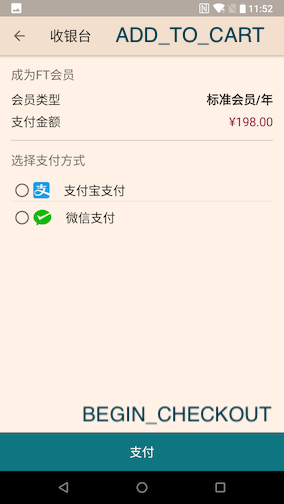 11:52
收银台 ADD_TO_CART
成为FT会员
会员类型 标准会员/年
支付金额 ¥198.00
选择支付方式
支付宝支付
微信支付
BEGIN_CHECKOUT
支付